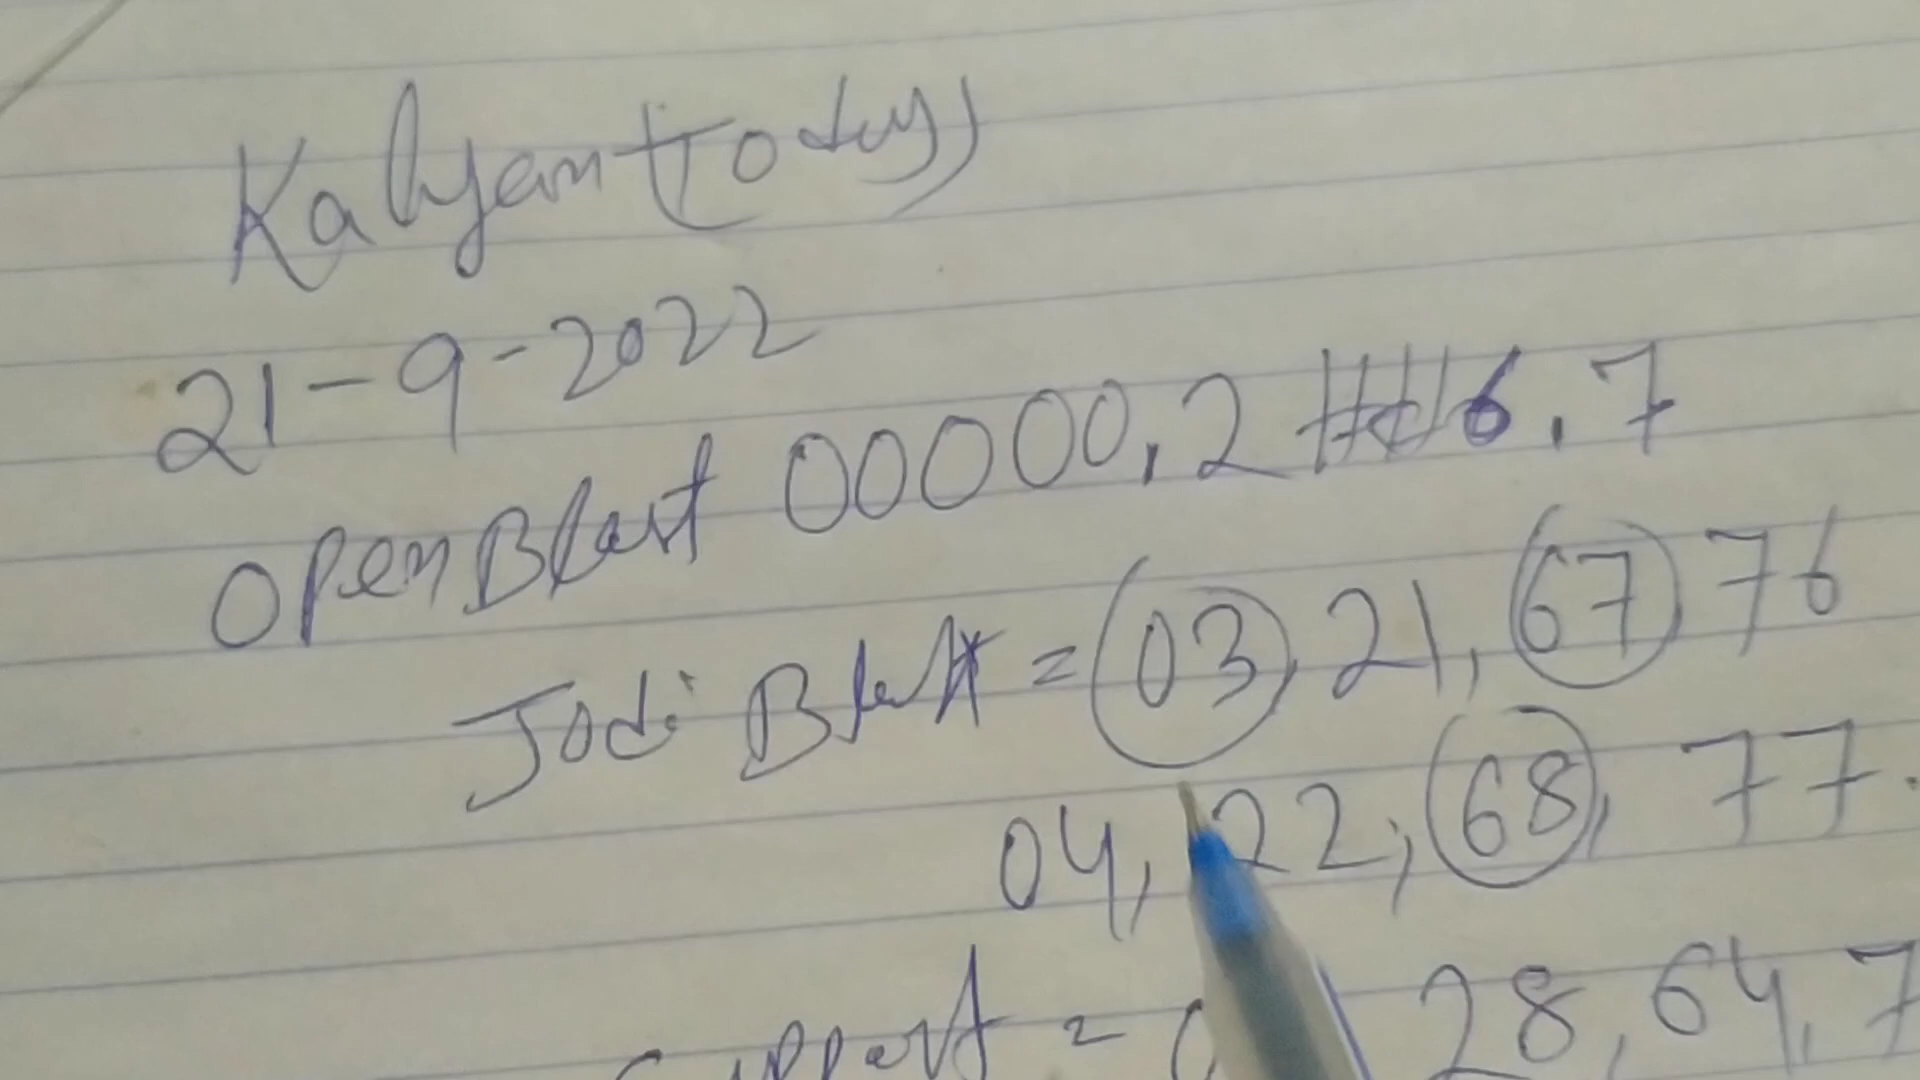 Kalyan Today
21-9-2022
Open Blast 00000, 2 6. 7
Jodi Blast = 03, 21, 67 76
04, 22, 68, 77.
Support = 28, 64, 7